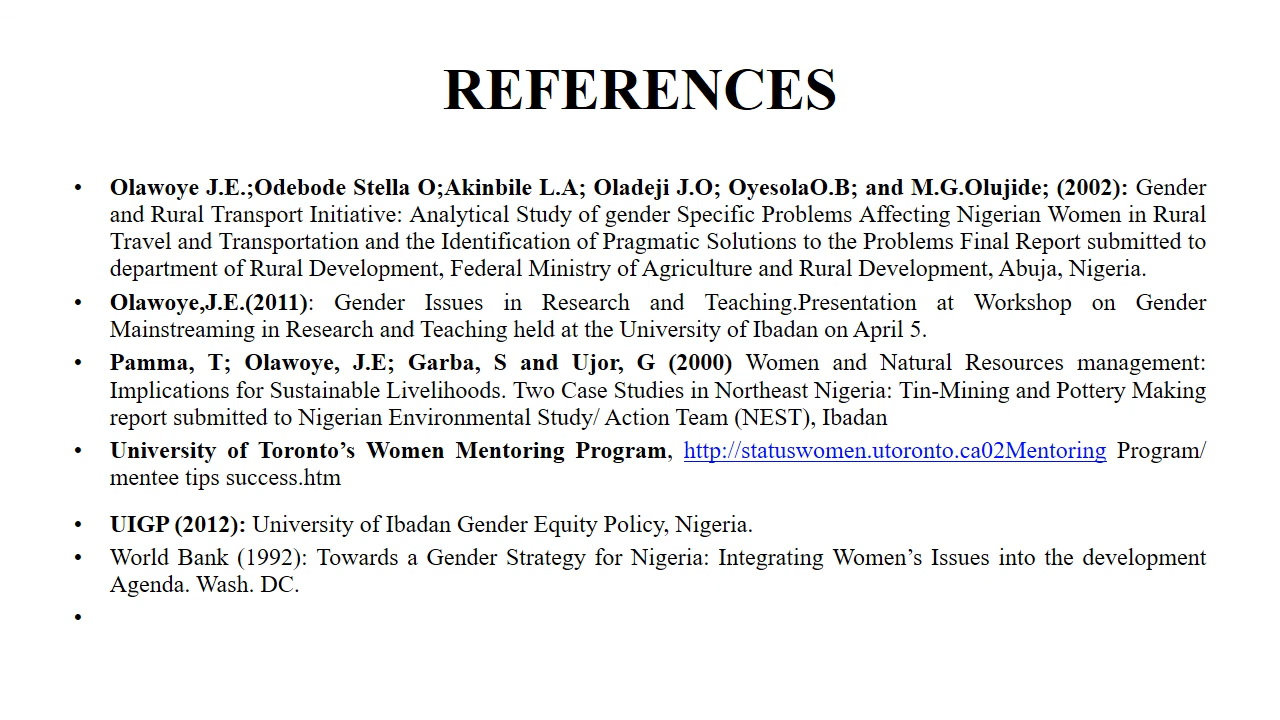 REFERENCES
• Olawoye J.E.;Odebode Stella O;Akinbile L.A; Oladeji J.O; OyesolaO.B; and M.G.Olujide; (2002): Gender
and Rural Transport Initiative: Analytical Study of gender Specific Problems Affecting Nigerian Women in Rural
Travel and Transportation and the Identification of Pragmatic Solutions to the Problems Final Report submitted to
department of Rural Development, Federal Ministry of Agriculture and Rural Development, Abuja, Nigeria.
• Olawoye,J.E.(2011): Gender Issues in Research and Teaching.Presentation at Workshop on Gender
Mainstreaming in Research and Teaching held at the University of Ibadan on April 5.
• Pamma, T; Olawoye, J.E; Garba, S and Ujor, G (2000) Women and Natural Resources management:
Implications for Sustainable Livelihoods. Two Case Studies in Northeast Nigeria: Tin-Mining and Pottery Making
report submitted to Nigerian Environmental Study/ Action Team (NEST), Ibadan
• University of Toronto’s Women Mentoring Program, http://statuswomen.utoronto.ca02Mentoring Program/
mentee tips success.htm
• UIGP (2012): University of Ibadan Gender Equity Policy, Nigeria.
• World Bank (1992): Towards a Gender Strategy for Nigeria: Integrating Women’s Issues into the development
Agenda. Wash. DC.
•